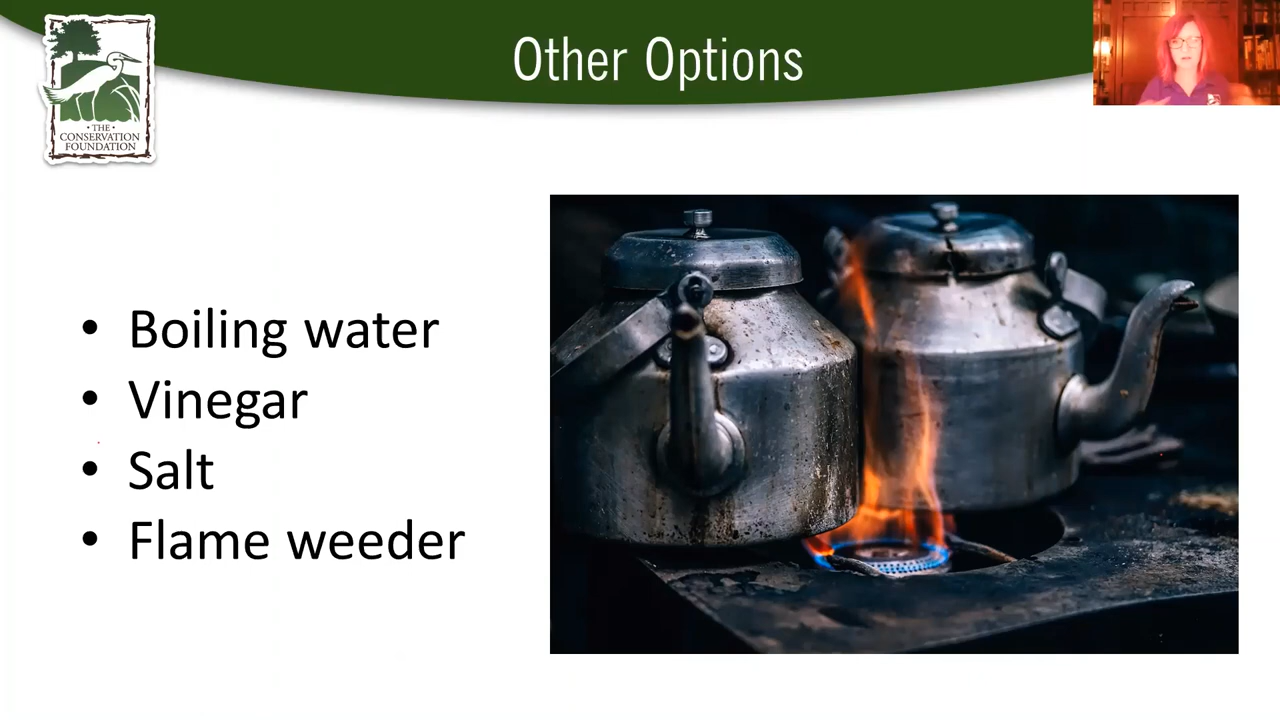 Other Options
• THE •
CONSERVATION
FOUNDATION
• Boiling water
• Vinegar
• Salt
• Flame weeder